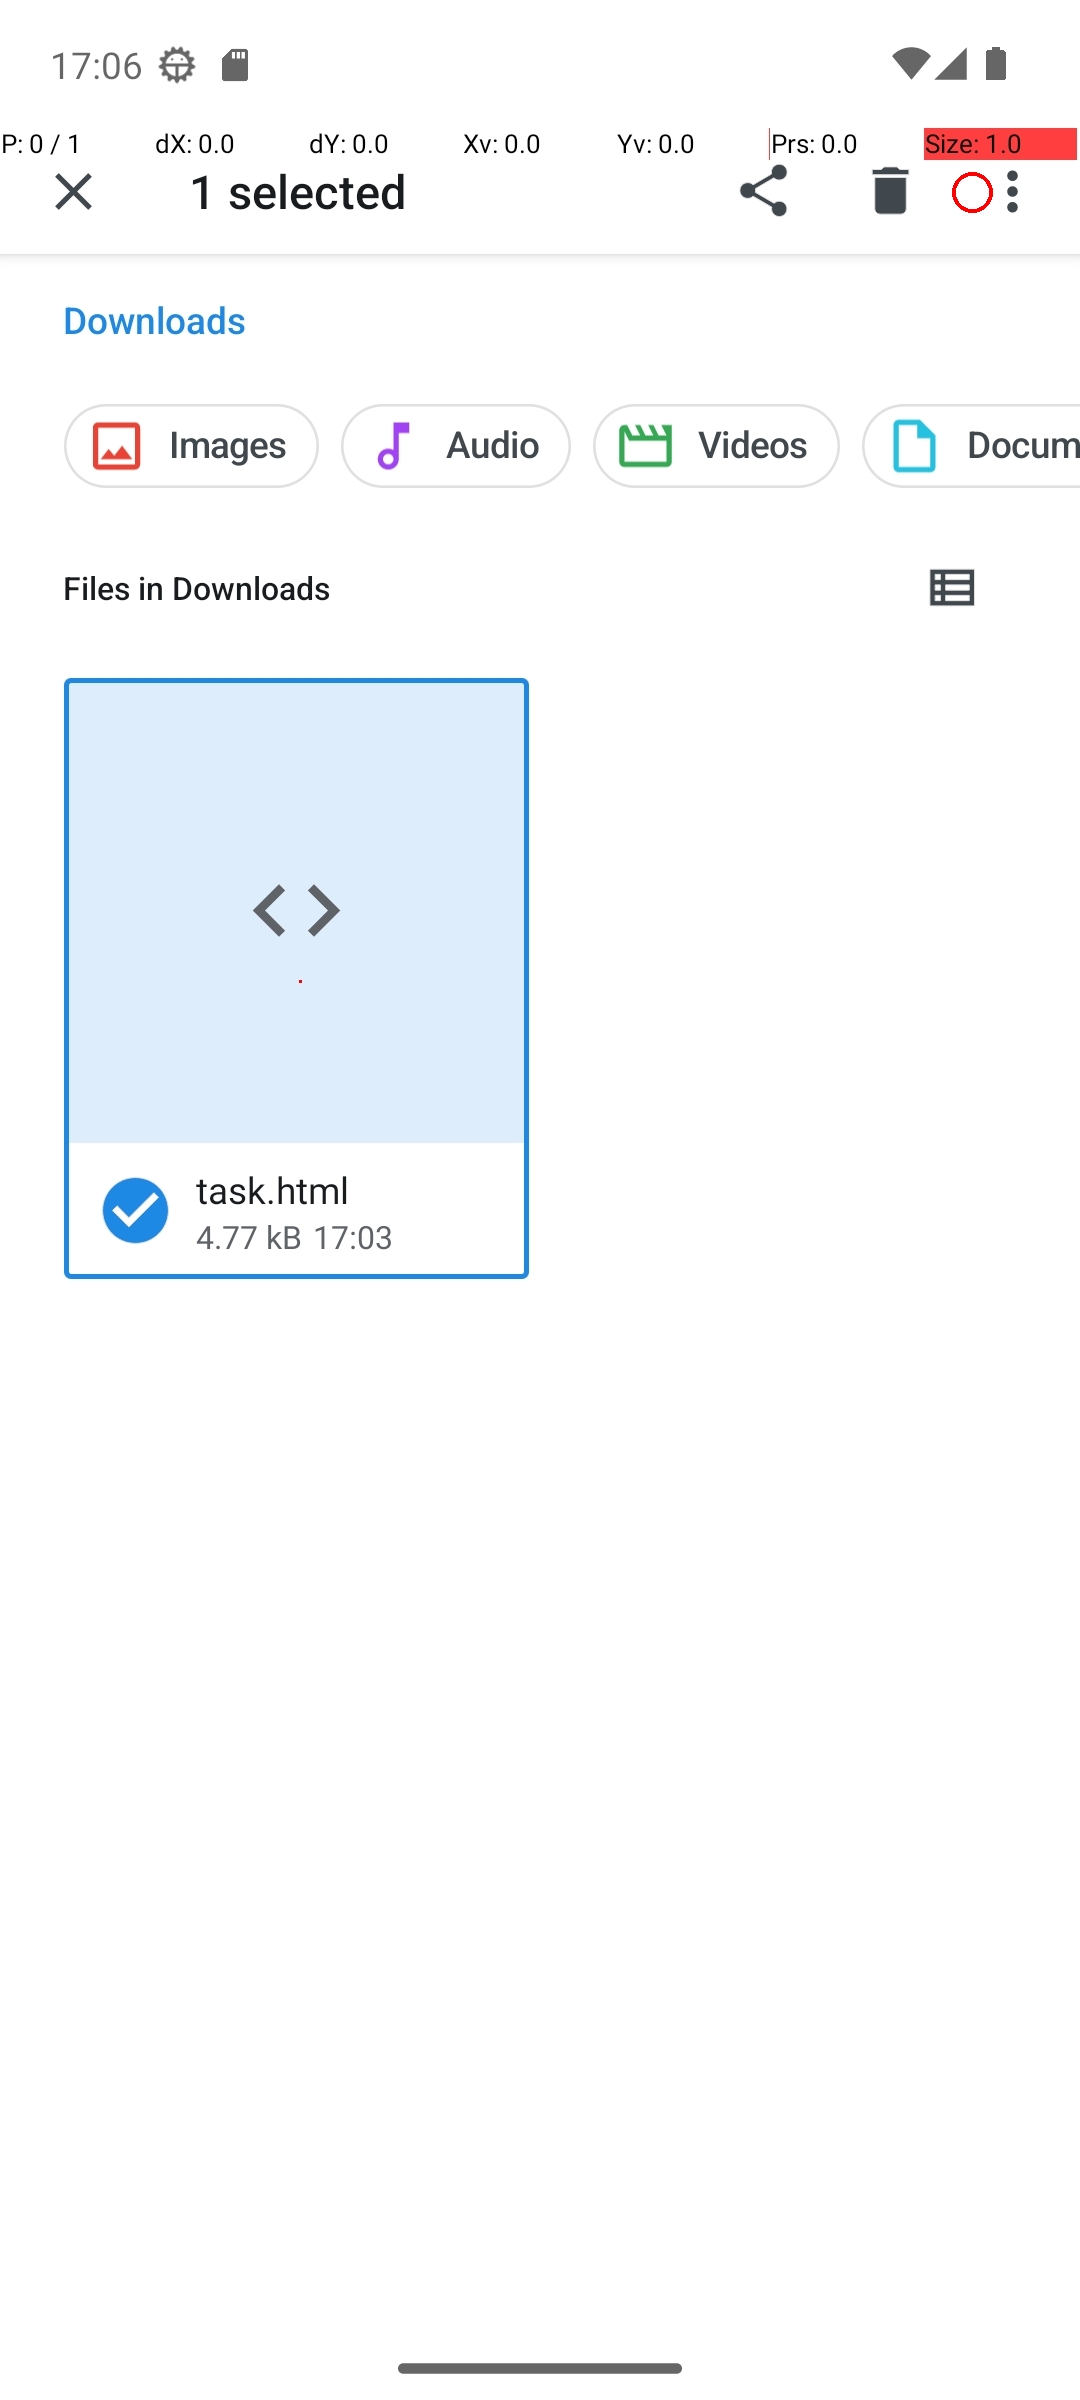 17:06
P: 0 / 1 dX: 0.0 dY: 0.0 Xv: 0.0 Yv: 0.0 Prs: 0.0 Size: 1.0
1 selected
Downloads
Images Audio Videos Docum
Files in Downloads
task.html
4.77 kB 17:03